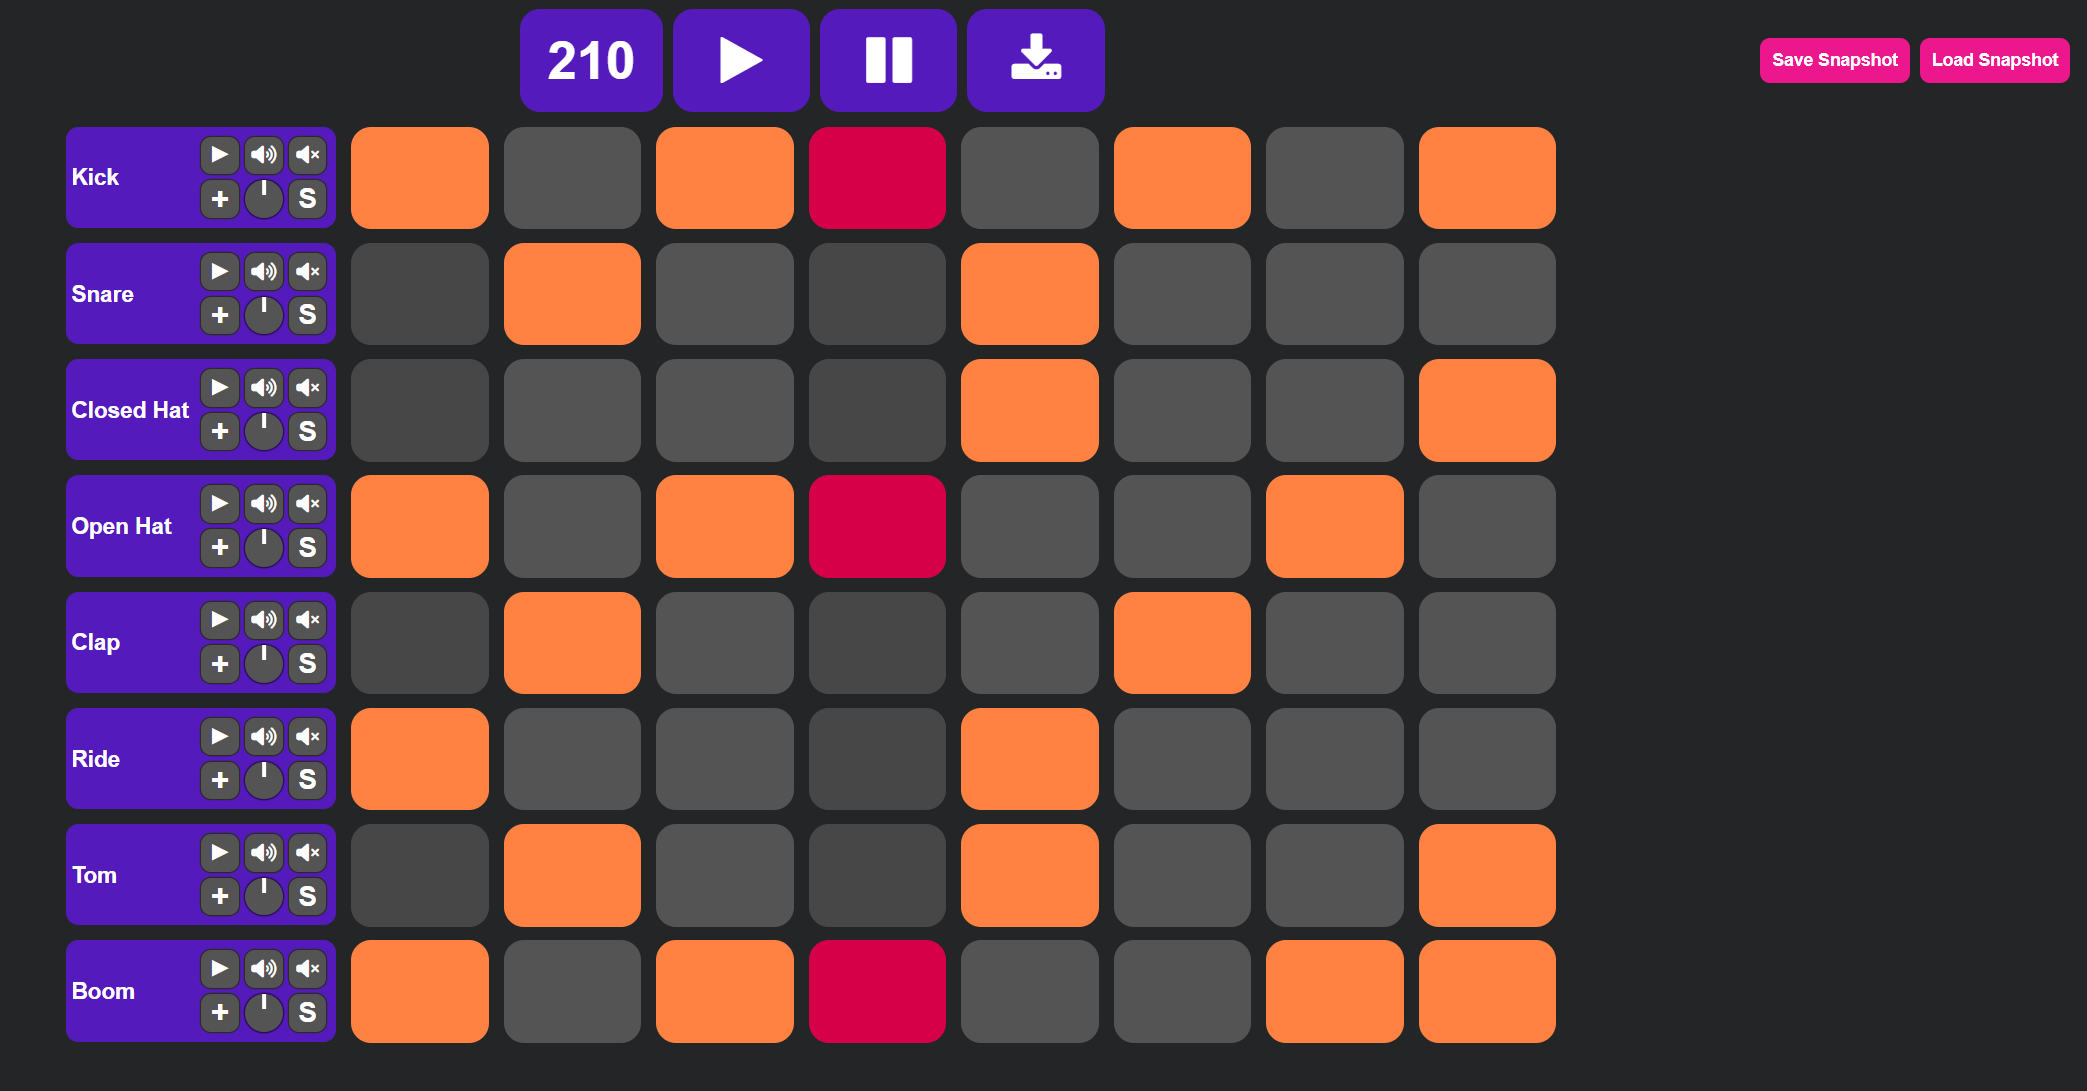 210
Save Snapshot
Load Snapshot
Kick
S
Snare
S
Closed Hat
S
Open Hat
S
Clap
S
Ride
S
Tom
S
Boom
S